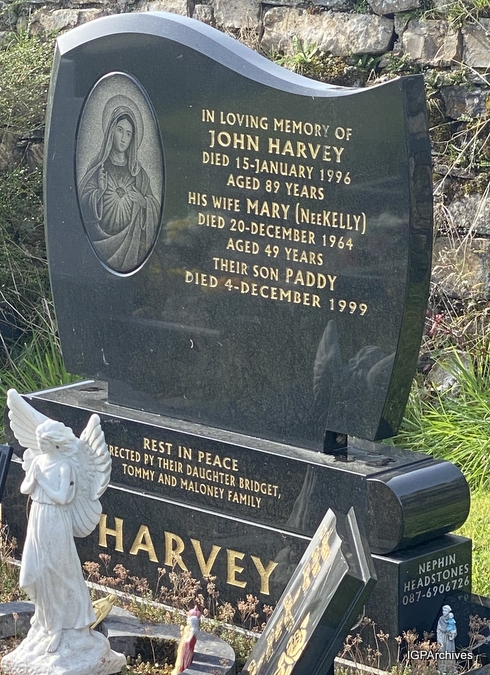 IN LOVING MEMORY OF
JOHN HARVEY
DIED 15-JANUARY 1996
AGED 89 YEARS
HIS WIFE MARY (NEEKELLY)
DIED 20-DECEMBER 1964
AGED 49 YEARS
THEIR SON PADDY
DIED 4-DECEMBER 1999
REST IN PEACE
ERECTED BY THEIR DAUGHTER BRIDGET,
TOMMY AND MALONEY FAMILY
HARVEY
NEPHIN
HEADSTONES
087-6906726
IGPArchives